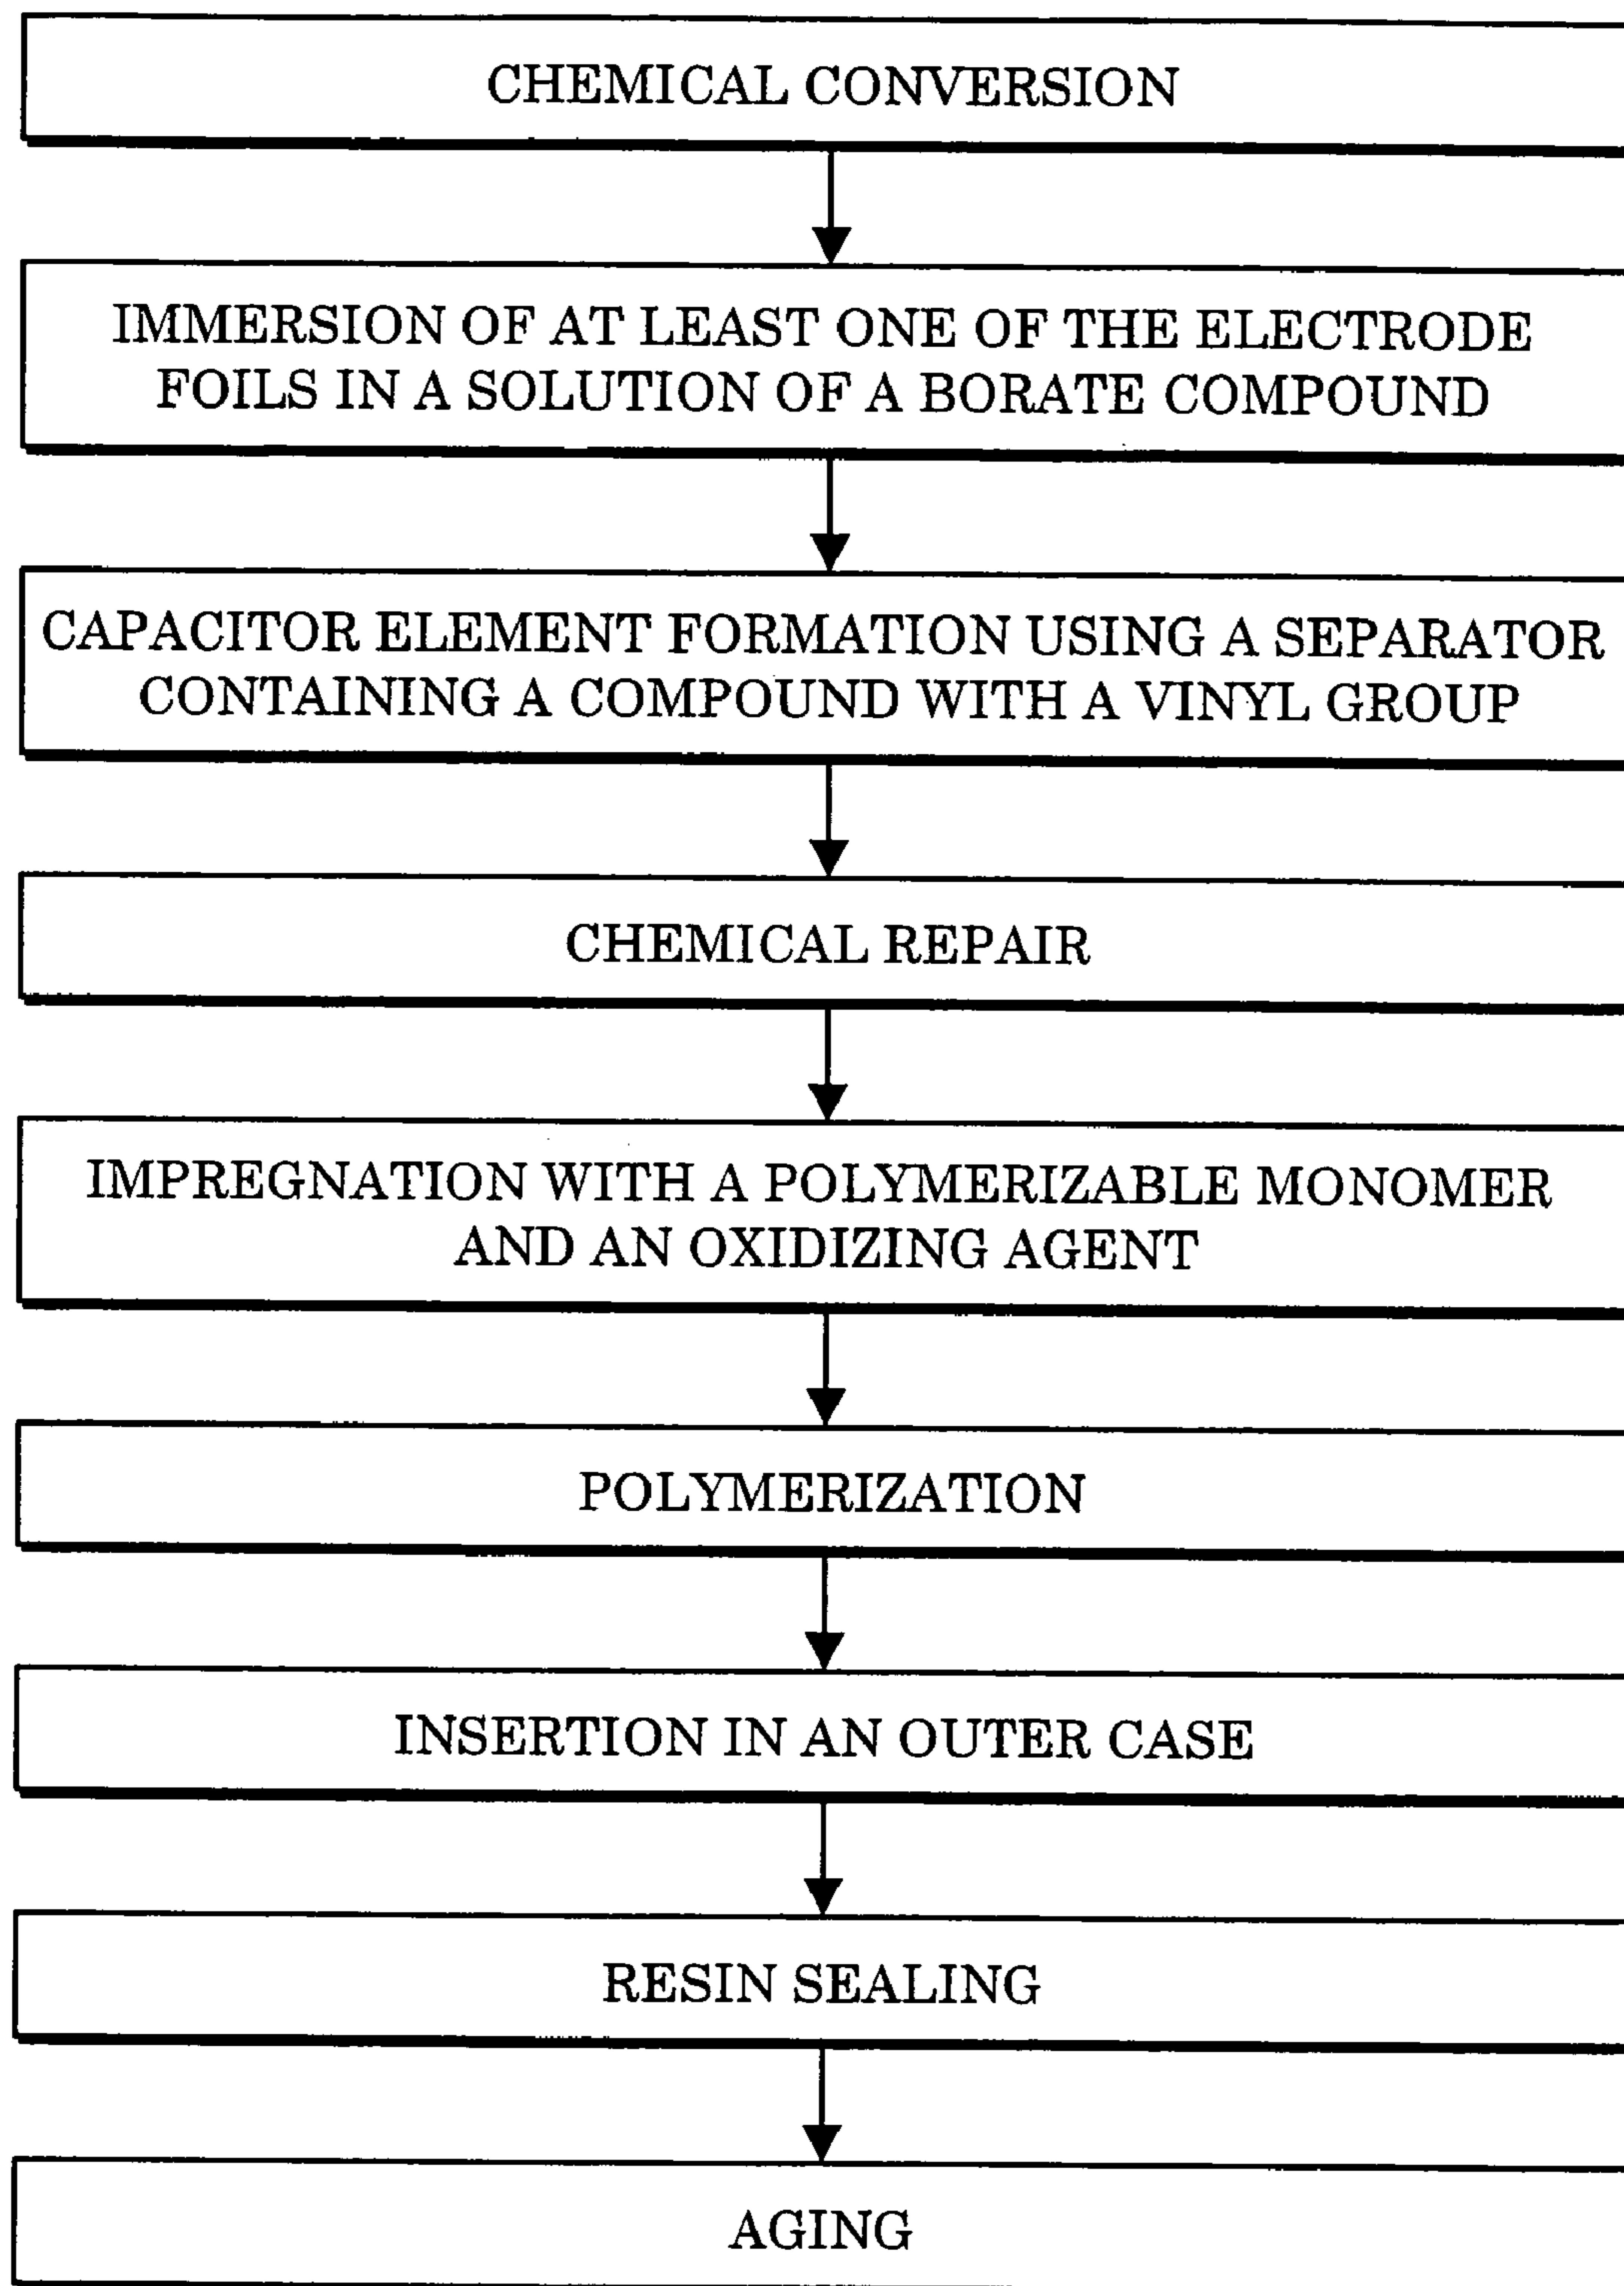 CHEMICAL CONVERSION
IMMERSION OF AT LEAST ONE OF THE ELECTRODE
FOILS IN A SOLUTION OF A BORATE COMPOUND
CAPACITOR ELEMENT FORMATION USING A SEPARATOR
CONTAINING A COMPOUND WITH A VINYL GROUP
CHEMICAL REPAIR
IMPREGNATION WITH A POLYMERIZABLE MONOMER
AND AN OXIDIZING AGENT
POLYMERIZATION
INSERTION IN AN OUTER CASE
RESIN SEALING
AGING